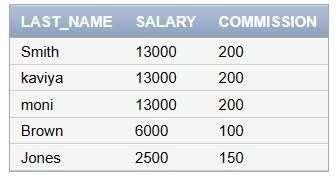 LAST_NAME SALARY COMMISSION
Smith 13000 200
kaviya 13000 200
moni 13000 200
Brown 6000 100
Jones 2500 150